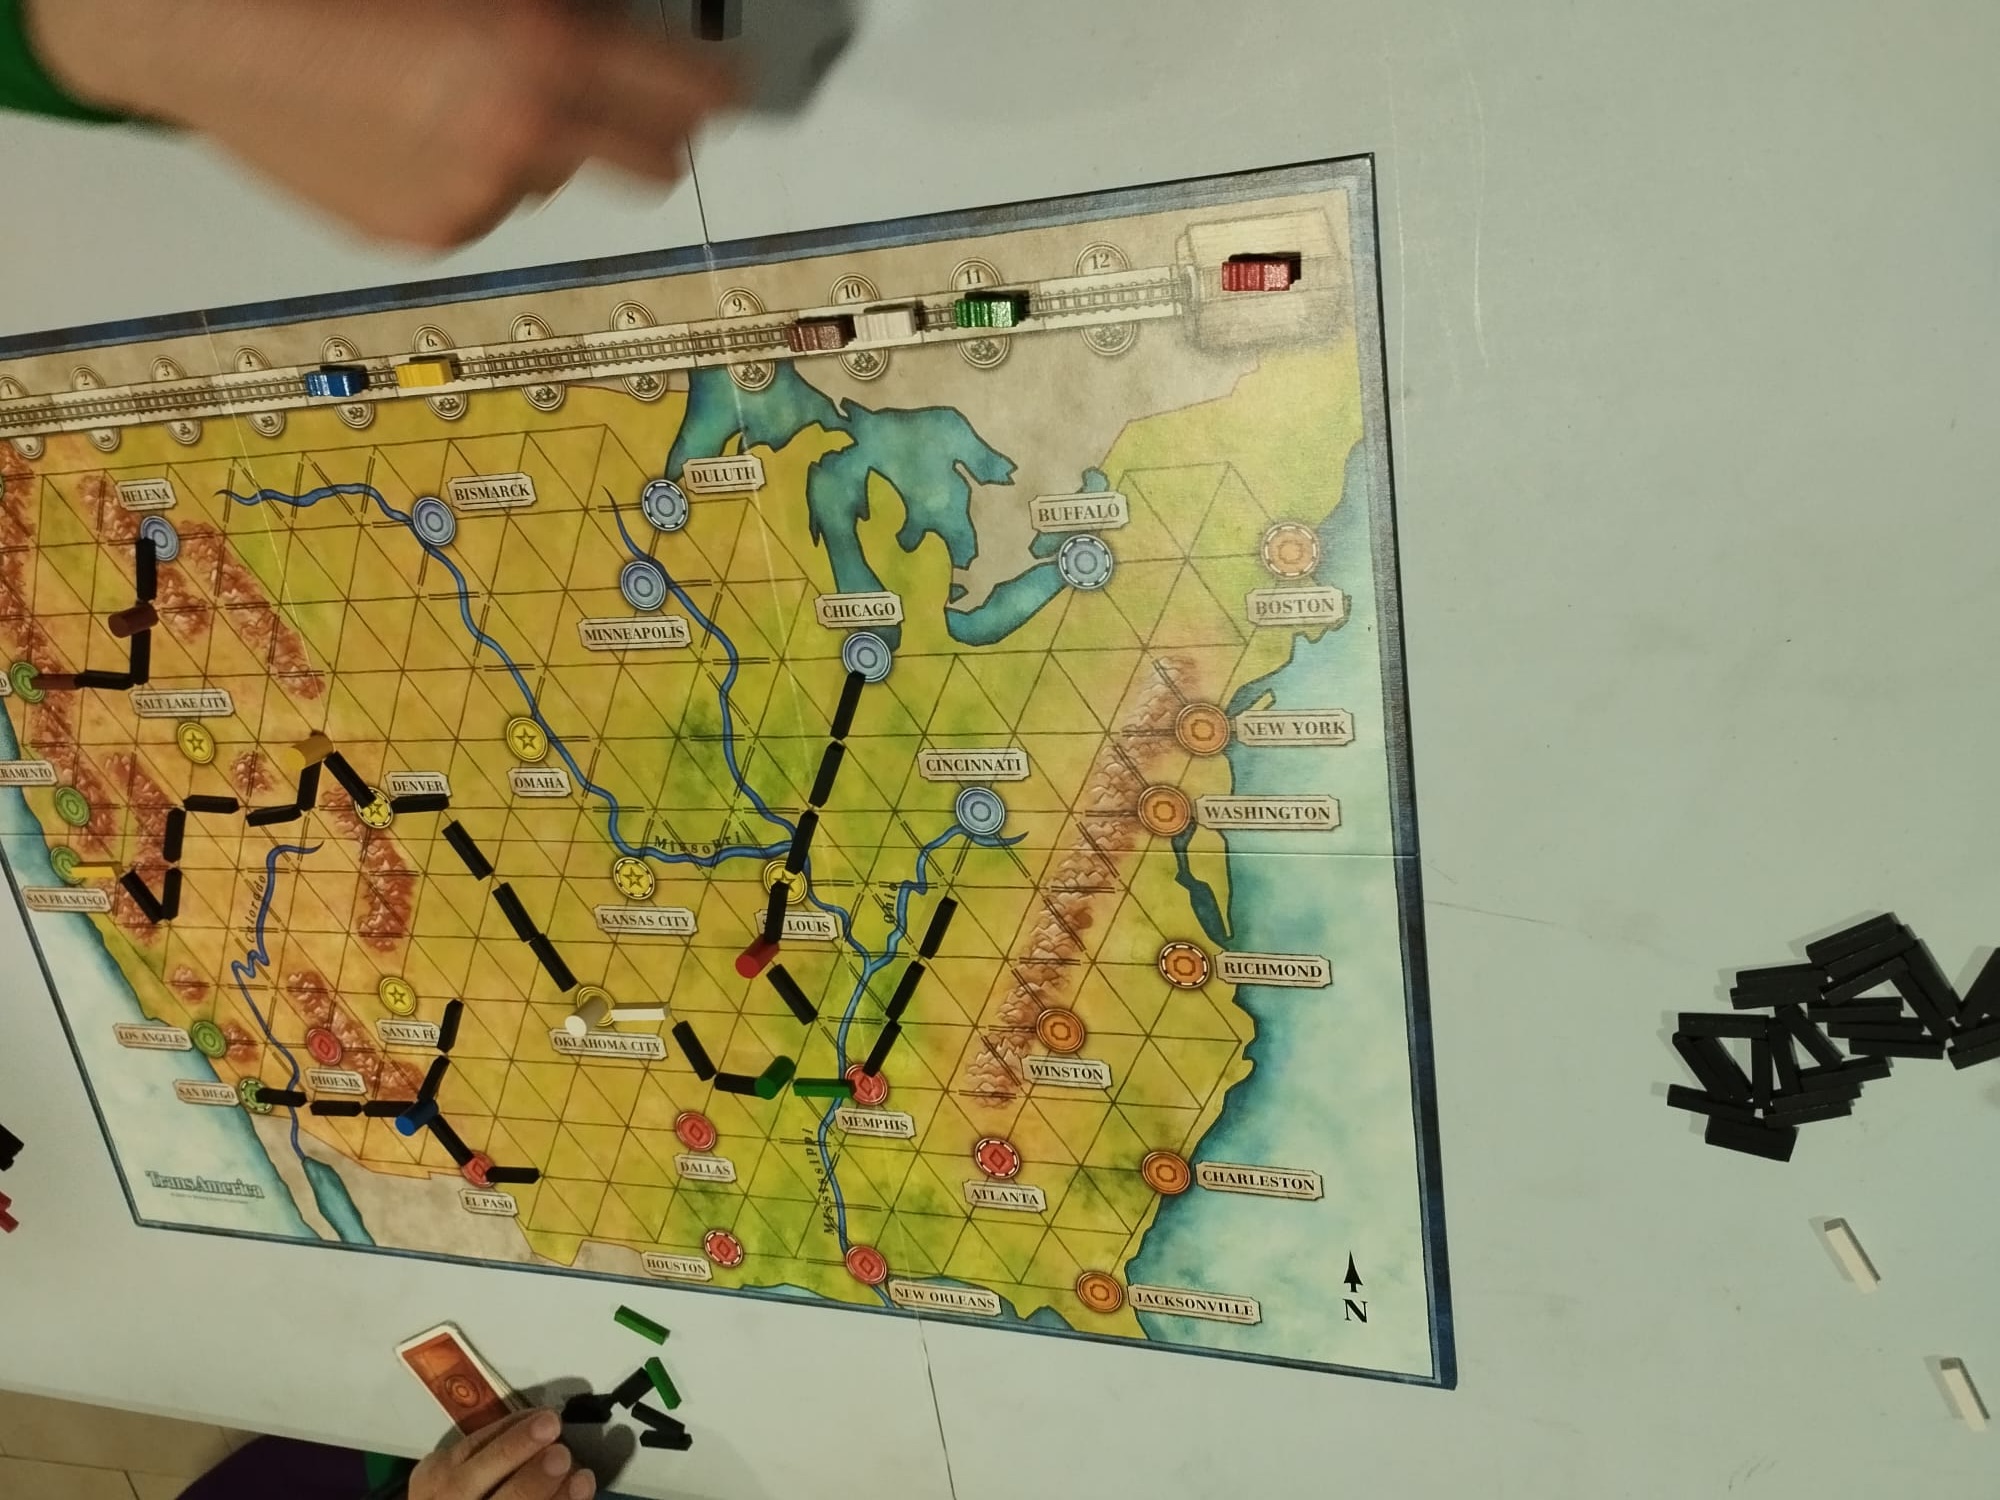 1
2
3
4
5
6.
7
8
9.
10
11
12
HELENA
BISMARCK
DULUTH
BUFFALO
BOSTON
MINNEAPOLIS
CHICAGO
SALT LAKE CITY
NEW YORK
RAMENTO
DENVER
OMAHA
CINCINNATI
WASHINGTON
Missouri
SAN FRANCISCO
Colorado
KANSAS CITY
LOUIS
Ohio
RICHMOND
LOS ANGELES
SANTA FÉ
OKLAHOMA CITY
WINSTON
SAN DIEGO
PHOENIX
MEMPHIS
DALLAS
Mississippi
ATLANTA
CHARLESTON
TransAmerica
EL PASO
HOUSTON
NEW ORLEANS
JACKSONVILLE
N